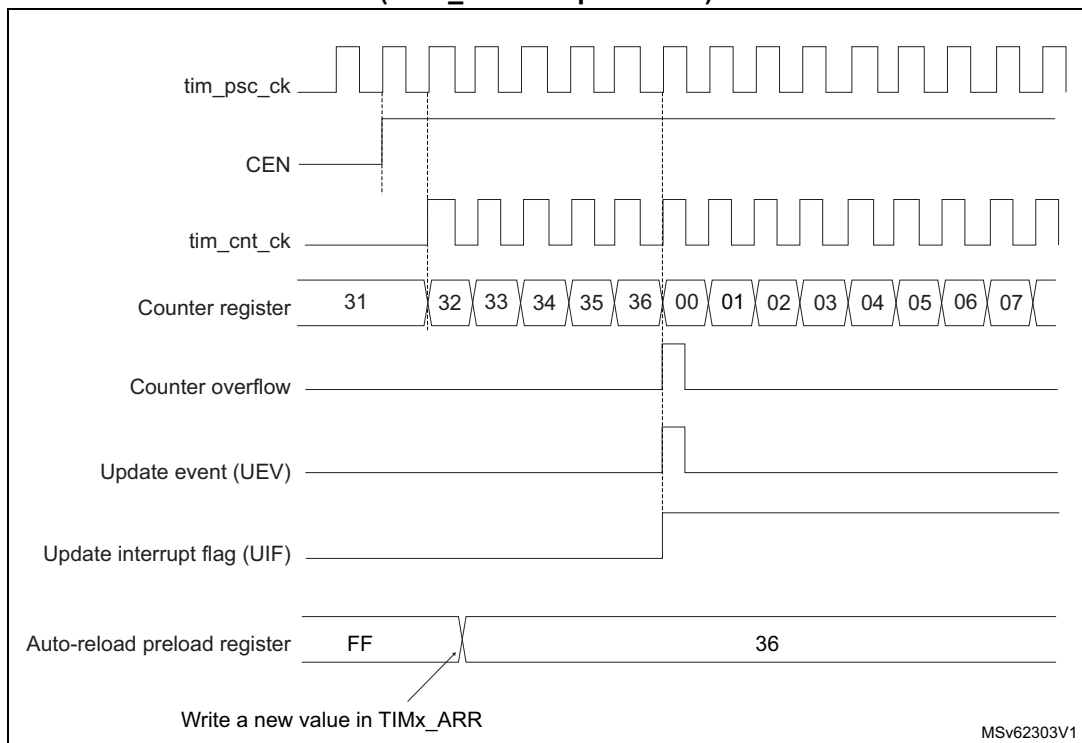 tim_psc_ck
CEN
tim_cnt_ck
Counter register 31 32 33 34 35 36 00 01 02 03 04 05 06 07
Counter overflow
Update event (UEV)
Update interrupt flag (UIF)
Auto-reload preload register FF 36
Write a new value in TIMx_ARR
MSv62303V1